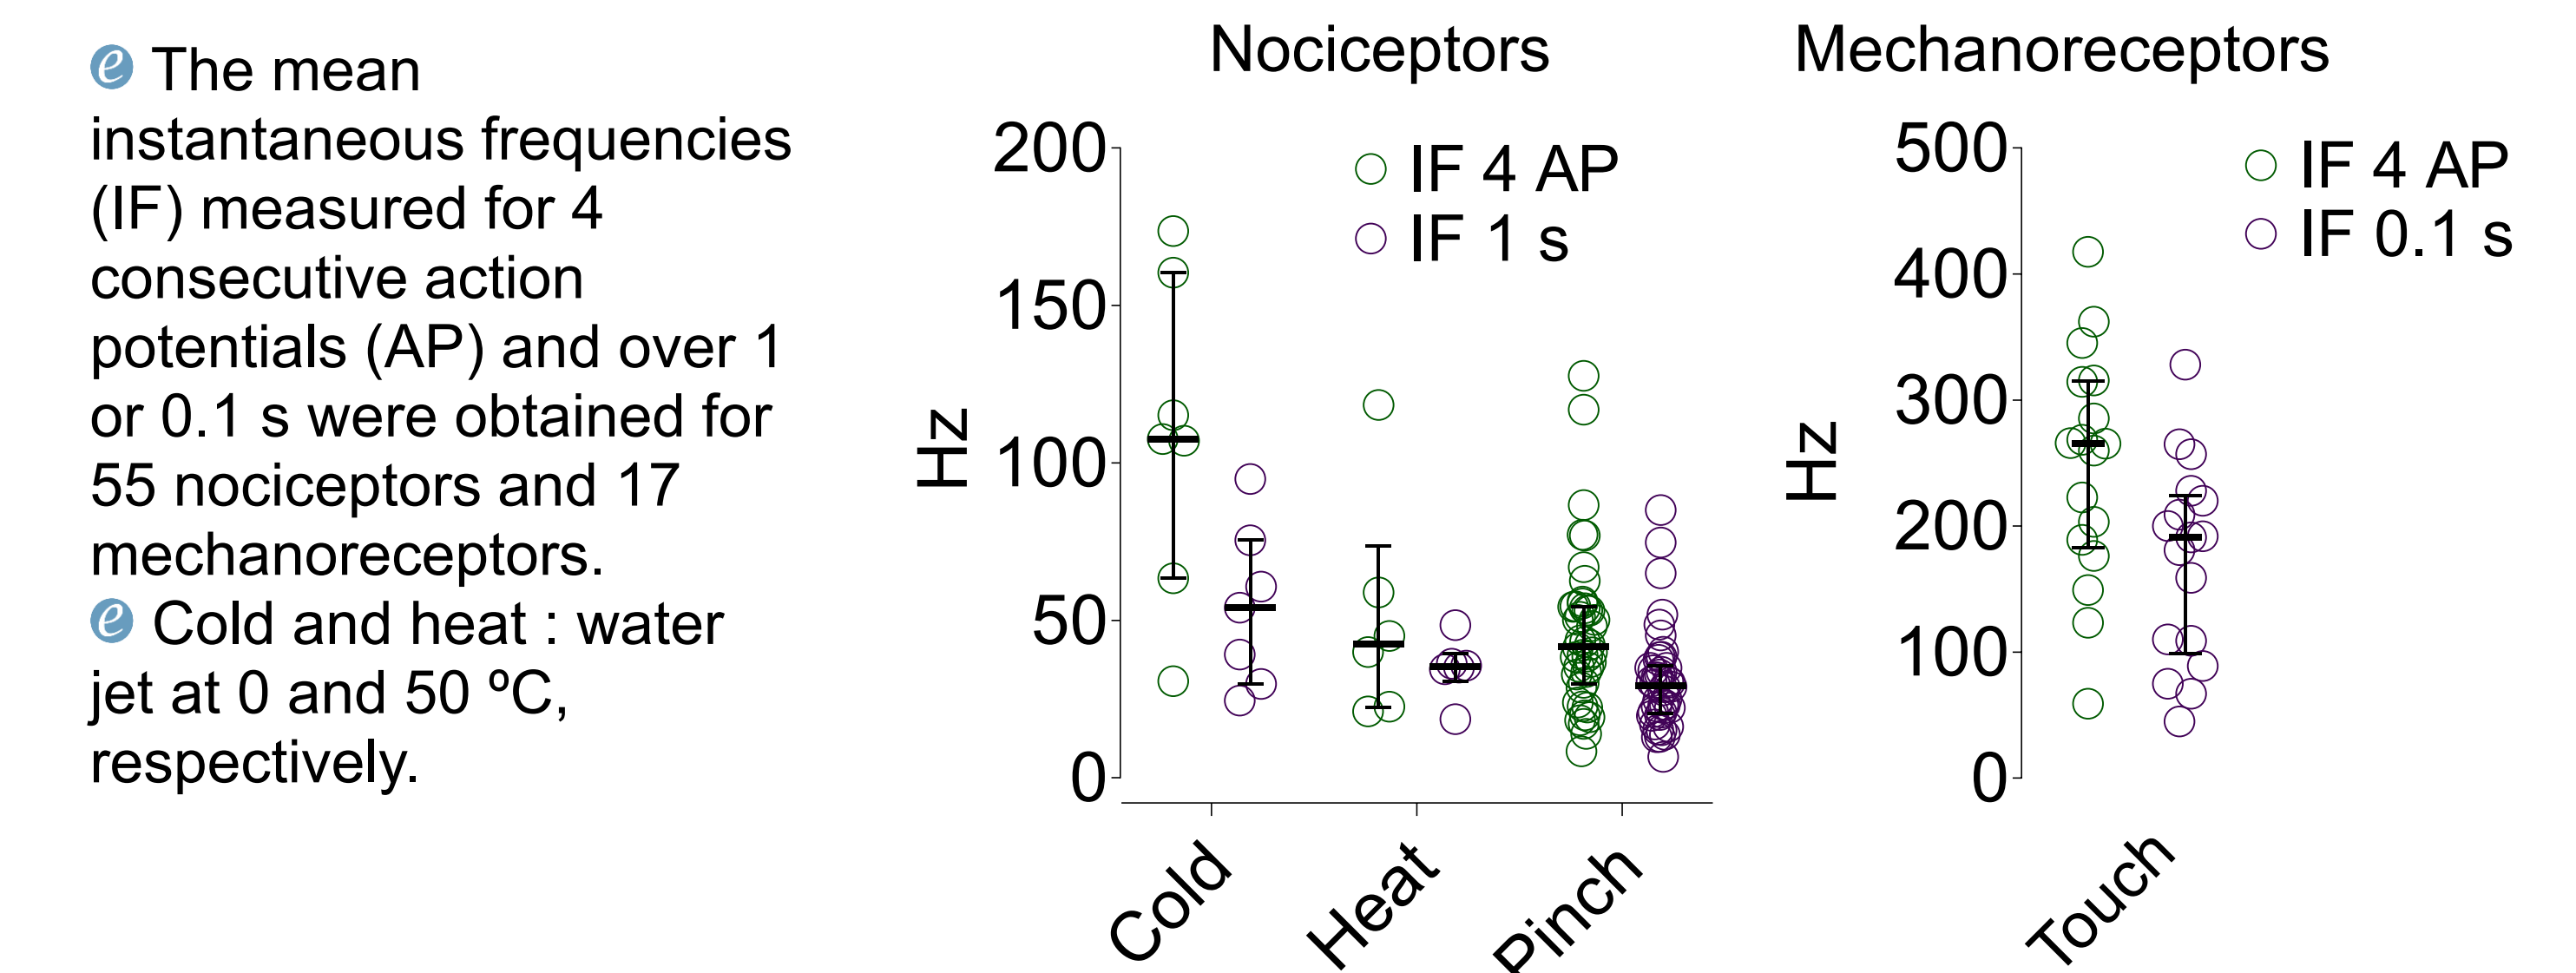 The mean
instantaneous frequencies
(IF) measured for 4
consecutive action
potentials (AP) and over 1
or 0.1 s were obtained for
55 nociceptors and 17
mechanoreceptors.
Cold and heat : water
jet at 0 and 50 ºC,
respectively.
Nociceptors
200
150
100
50
0
Hz
IF 4 AP
IF 1 s
Cold
Heat
Pinch
Mechanoreceptors
500
400
300
200
100
0
Hz
IF 4 AP
IF 0.1 s
Touch